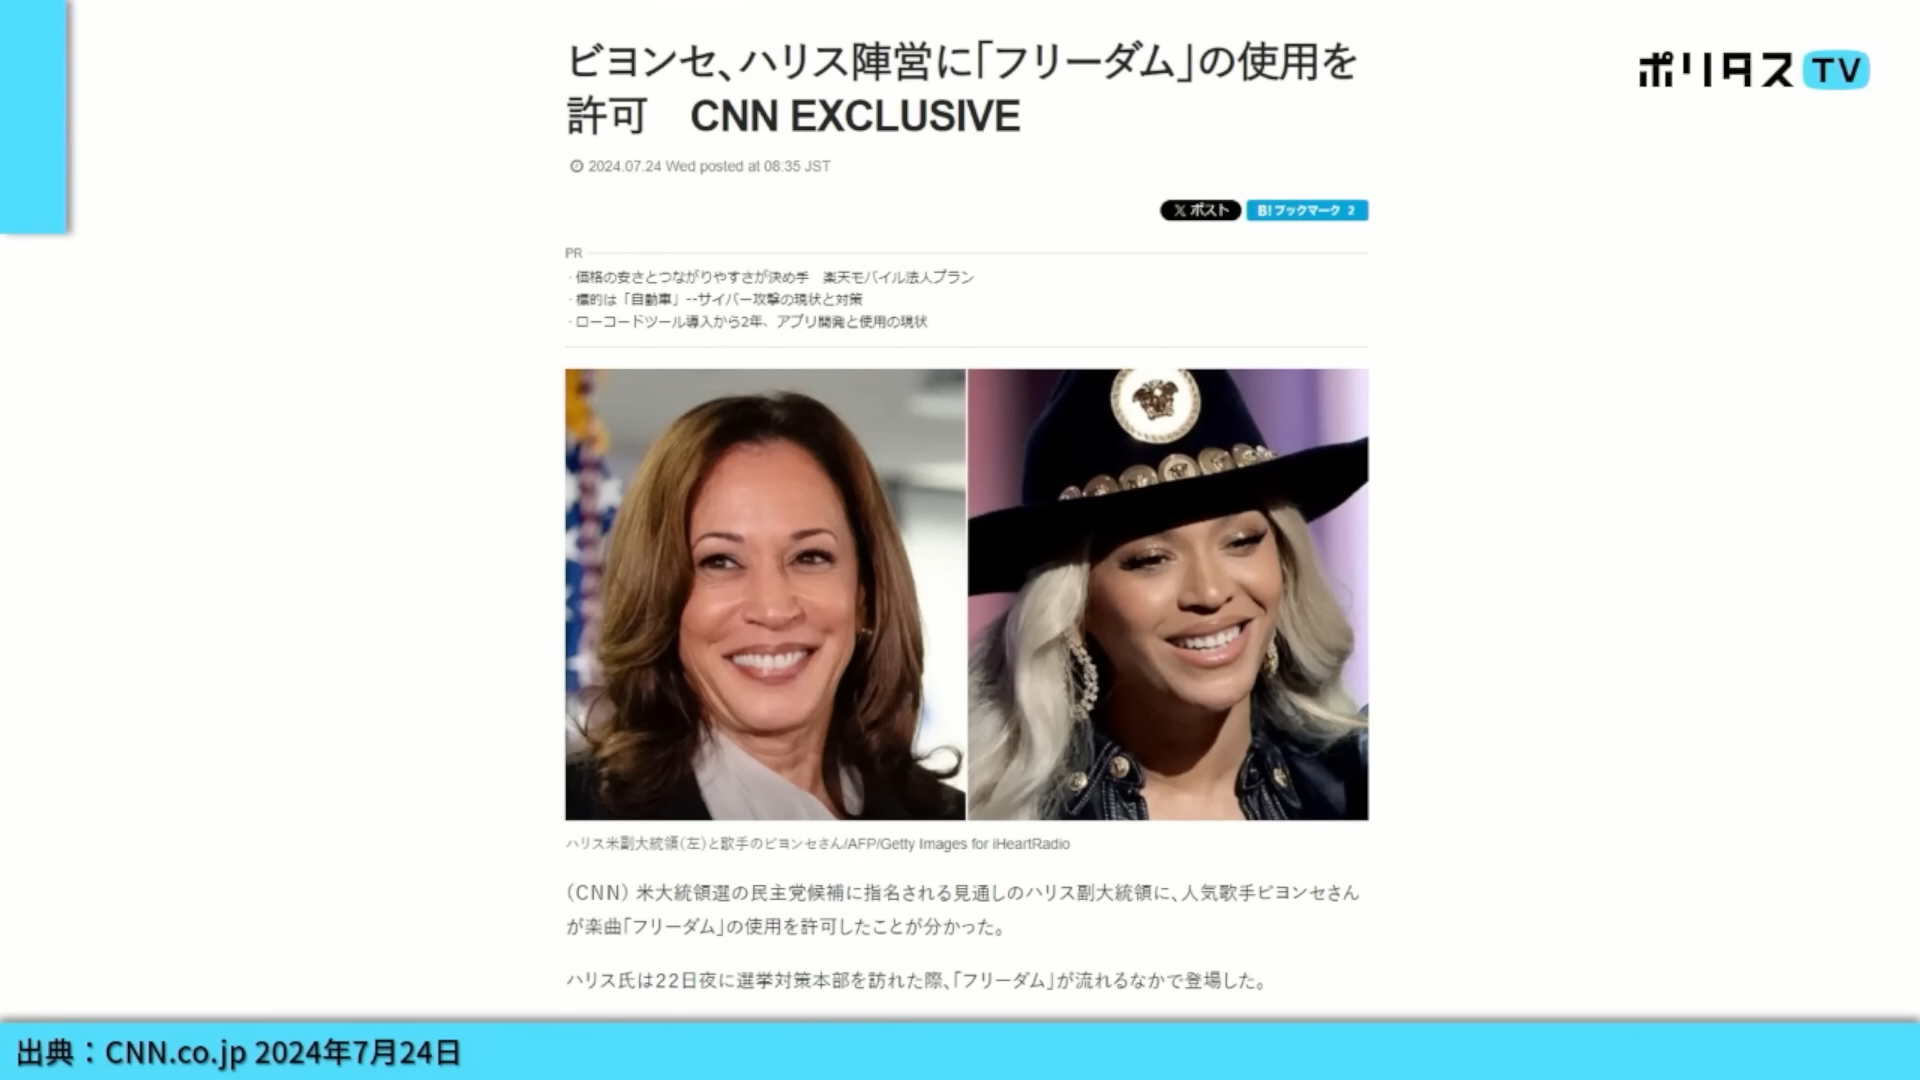 ビヨンセ、ハリス陣営に「フリーダム」の使用を
許可　CNN EXCLUSIVE
ポリタスTV
2024.07.24 Wed posted at 08:35 JST
X ポスト
B! ブックマーク 2
PR
· 価格の安さとつながりやすさが決め手　楽天モバイル法人プラン
· 標的は「自動車」--サイバー攻撃の現状と対策
· ローコードツール導入から2年、アプリ開発と使用の現状
ハリス米副大統領（左）と歌手のビヨンセさん/AFP/Getty Images for iHeartRadio
（CNN） 米大統領選の民主党候補に指名される見通しのハリス副大統領に、人気歌手ビヨンセさん
が楽曲「フリーダム」の使用を許可したことが分かった。
ハリス氏は22日夜に選挙対策本部を訪れた際、「フリーダム」が流れるなかで登場した。
出典：CNN.co.jp 2024年7月24日